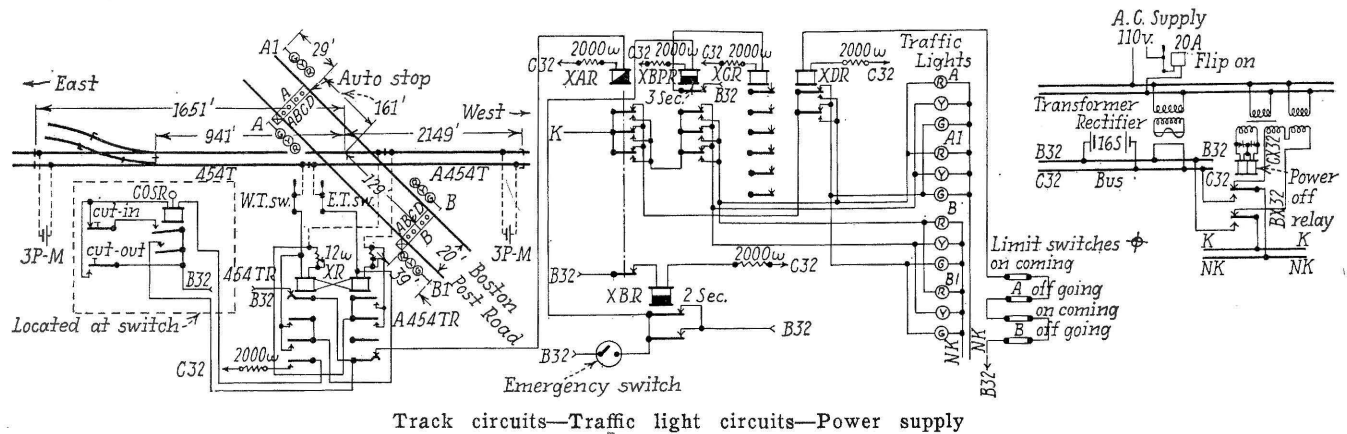 East
1651'
941'
A1
29'
Auto stop
161'
West
2149'
A
ABCD
A
454T
A454T
3P-M
COSR
cut-in
cut-out
B32
Located at switch
W.T.sw.
E.T.sw.
129'
ABCD
B
B
20'
39'
B1
Boston
Post Road
3P-M
12ω
XR
454TR
B32
A454TR
2000ω
C32
2000ω
C32
XAR
C32 2000ω
XBPR
3 Sec.
B32
C32 2000ω
XGR
XDR
2000ω
C32
K
B32
XBR
2 Sec.
2000ω
C32
B32
B32
Emergency switch
Traffic
Lights
R A
Y
G
A1
R
Y
G
B
R
Y
G
B1
R
Y
G
NK
NK
B32
Limit switches
on coming
A off going
on coming
B off going
A.C. Supply
110v.
20A
Flip on
Transformer
Rectifier
116S
B32
C32
Bus
B32
C32
CX32
BX32
Power
off
relay
K
K
NK
NK
Track circuits—Traffic light circuits—Power supply